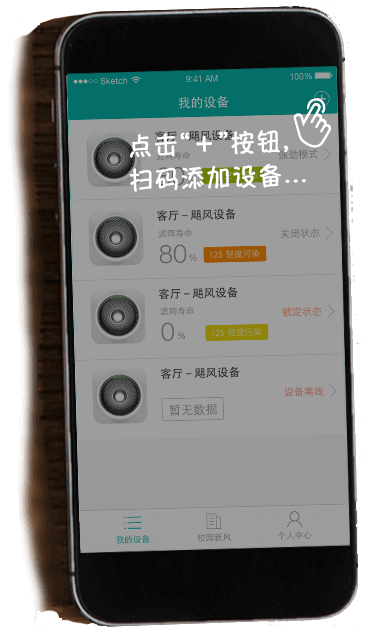 Sketch
9:41 AM
100%
我的设备
客厅 – 飓风设备
滤网寿命
强劲模式
点击“+”按钮,
扫码添加设备...
客厅 – 飓风设备
滤网寿命
80%
125 轻度污染
关闭状态
客厅 – 飓风设备
滤网寿命
0%
125 轻度污染
锁定状态
客厅 – 飓风设备
暂无数据
设备离线
我的设备
校园新风
个人中心